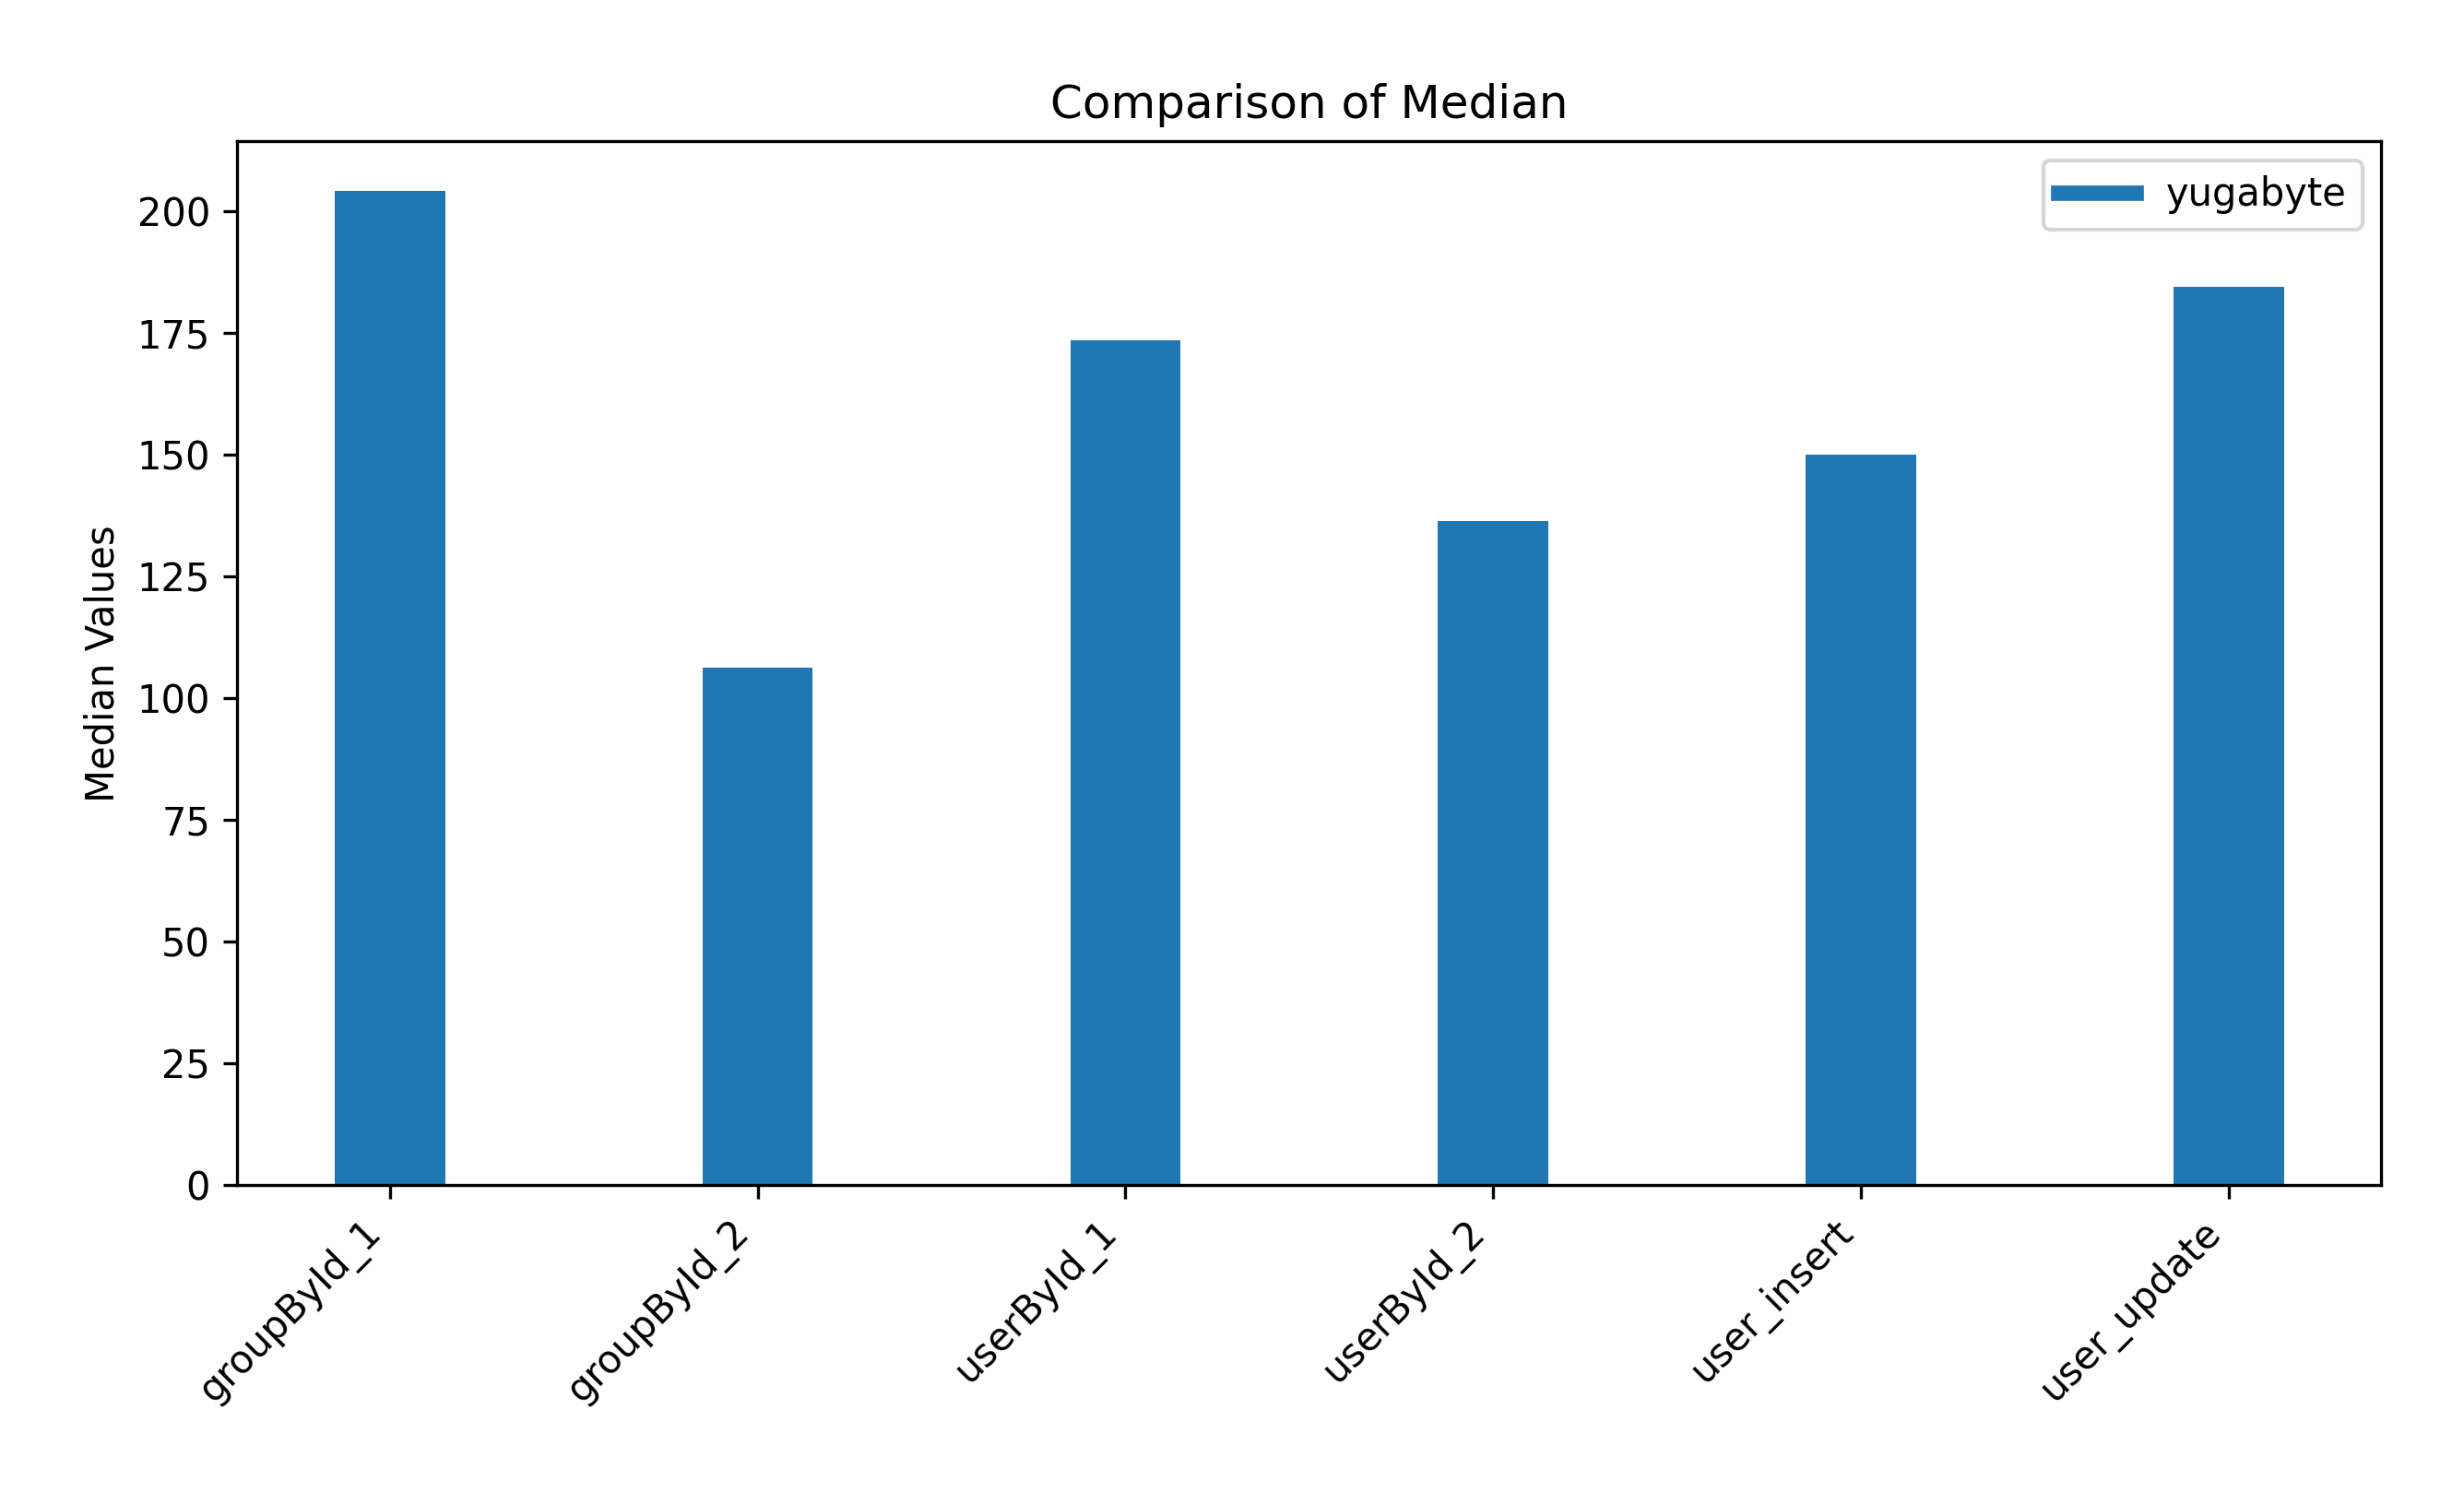 Comparison of Median
yugabyte
Median Values
200
175
150
125
100
75
50
25
0
groupById_1
groupById_2
userById_1
userById_2
user_insert
user_update